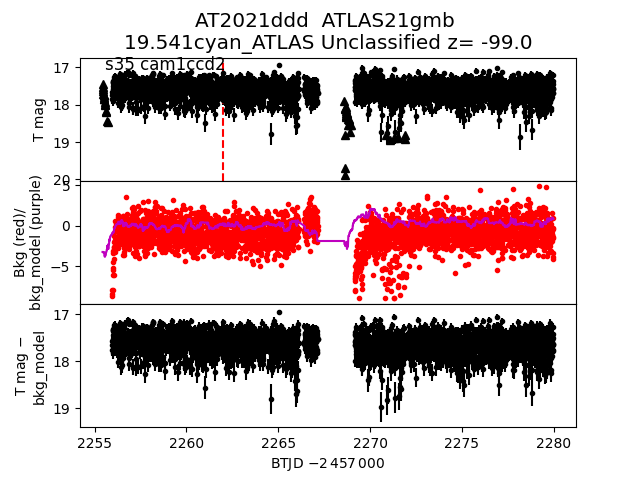 AT2021ddd  ATLAS21gmb
19.541cyan_ATLAS Unclassified z= -99.0
s35 cam1ccd2
17
18
19
20
T mag
5
0
−5
Bkg (red)/
bkg_model (purple)
17
18
19
T mag −
bkg_model
2255 2260 2265 2270 2275 2280
BTJD −2 457 000